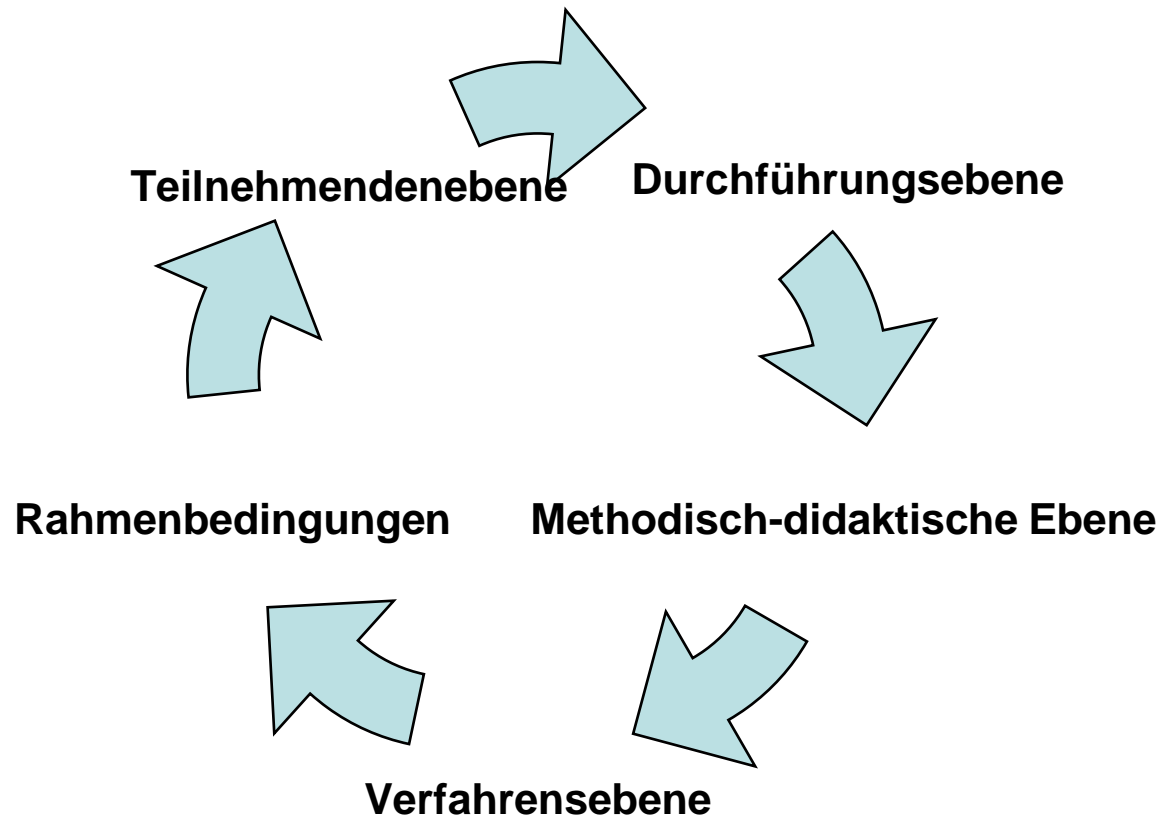 Teilnehmendenebene
Durchführungsebene
Rahmenbedingungen
Methodisch-didaktische Ebene
Verfahrensebene